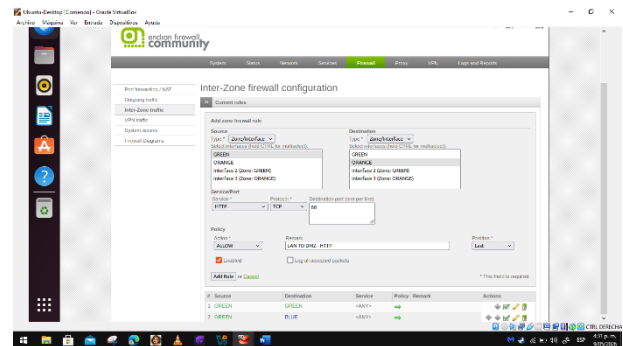 Ubuntu-Desktop [Corriendo] - Oracle VirtualBox
Archivo Máquina Ver Entrada Dispositivos Ayuda
endian firewall
community
System Status Network Services Firewall Proxy VPN Logs and Reports
Port forwarding / NAT
Outgoing traffic
Inter-Zone traffic
VPN traffic
System access
Firewall Diagrams
Inter-Zone firewall configuration
Current rules
Add zone firewall rule
Source
Destination
Type * Zone/Interface
Type * Zone/Interface
Select interfaces (hold CTRL for multiselect)
Select interfaces (hold CTRL for multiselect)
GREEN
GREEN
ORANGE
ORANGE
Interface 2 (Zone: GREEN)
Interface 2 (Zone: GREEN)
Interface 3 (Zone: ORANGE)
Interface 3 (Zone: ORANGE)
Service/Port
Service * Protocol * Destination port (one per line)
HTTP TCP 80
Policy
Action * Remark Position *
ALLOW LAN TO DMZ - HTTP Last
Enabled Log all accepted packets
Add Rule or Cancel * This Field is required
# Source Destination Service Policy Remark Actions
1 GREEN GREEN <ANY>
2 GREEN BLUE <ANY>
CTRL DERECHA
ESP
4:31 p. m.
9/05/2026